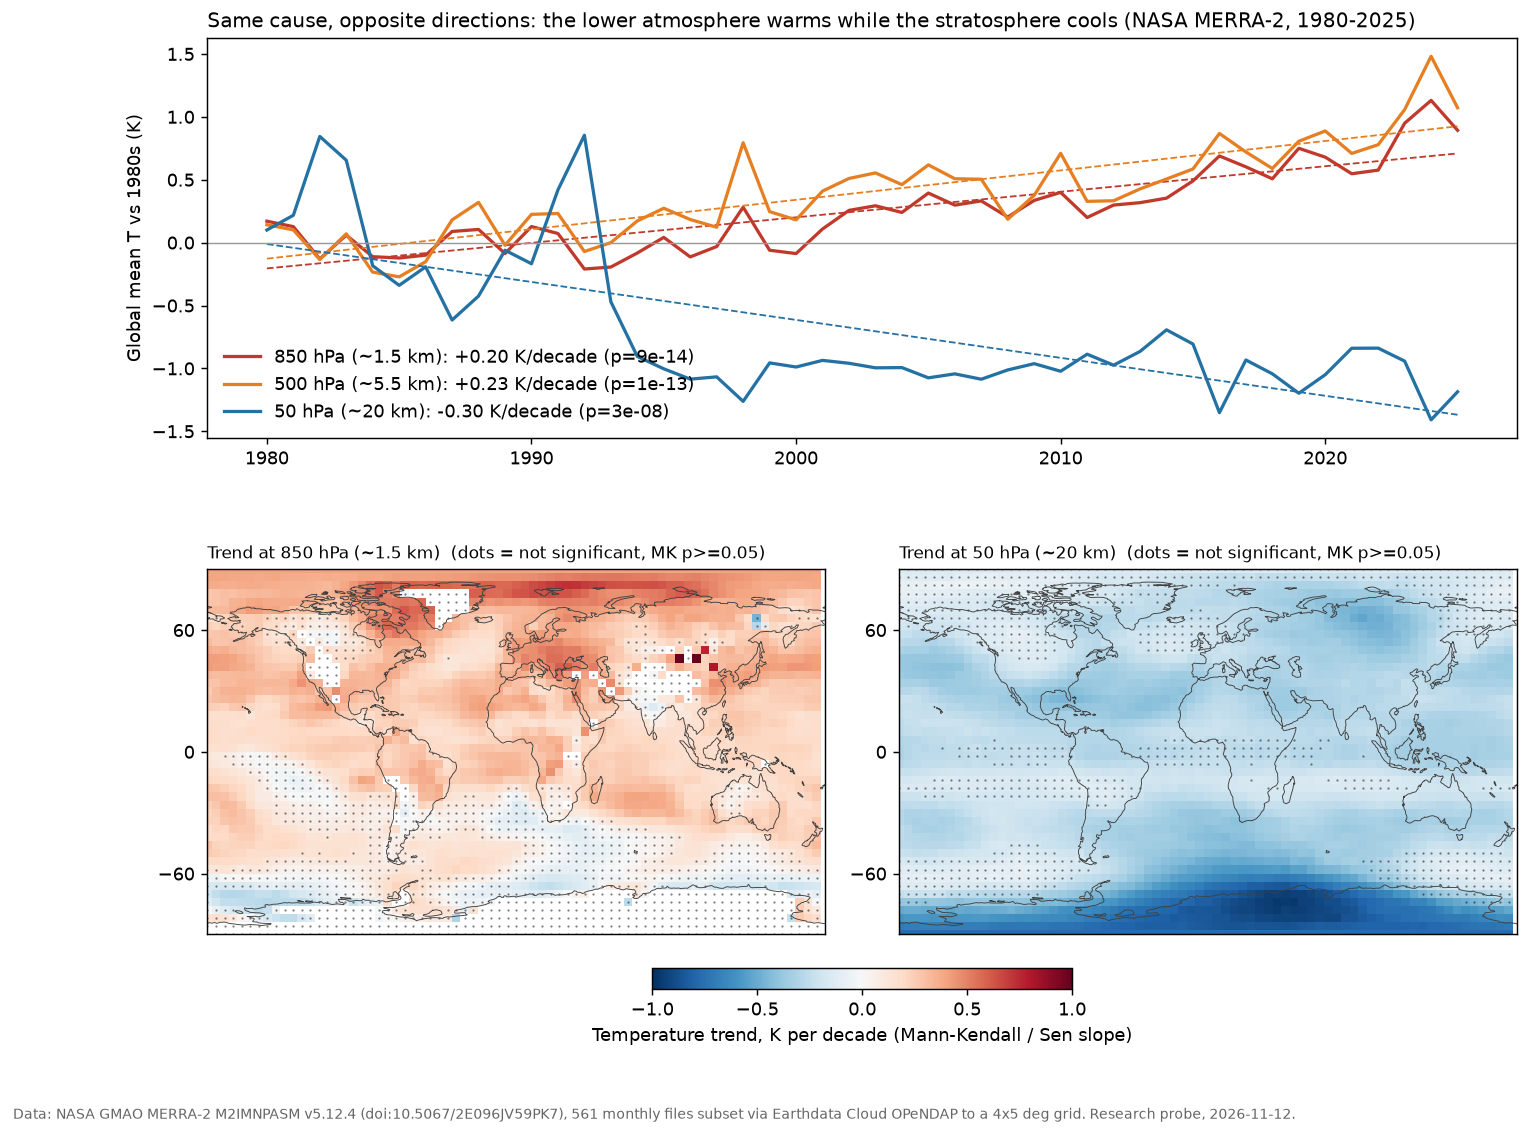 Same cause, opposite directions: the lower atmosphere warms while the stratosphere cools (NASA MERRA-2, 1980-2025)
Global mean T vs 1980s (K)
1.5
1.0
0.5
0.0
−0.5
−1.0
−1.5
850 hPa (~1.5 km): +0.20 K/decade (p=9e-14)
500 hPa (~5.5 km): +0.23 K/decade (p=1e-13)
50 hPa (~20 km): -0.30 K/decade (p=3e-08)
1980 1990 2000 2010 2020
Trend at 850 hPa (~1.5 km)  (dots = not significant, MK p>=0.05)
60
0
−60
Trend at 50 hPa (~20 km)  (dots = not significant, MK p>=0.05)
60
0
−60
−1.0 −0.5 0.0 0.5 1.0
Temperature trend, K per decade (Mann-Kendall / Sen slope)
Data: NASA GMAO MERRA-2 M2IMNPASM v5.12.4 (doi:10.5067/2E096JV59PK7), 561 monthly files subset via Earthdata Cloud OPeNDAP to a 4x5 deg grid. Research probe, 2026-11-12.